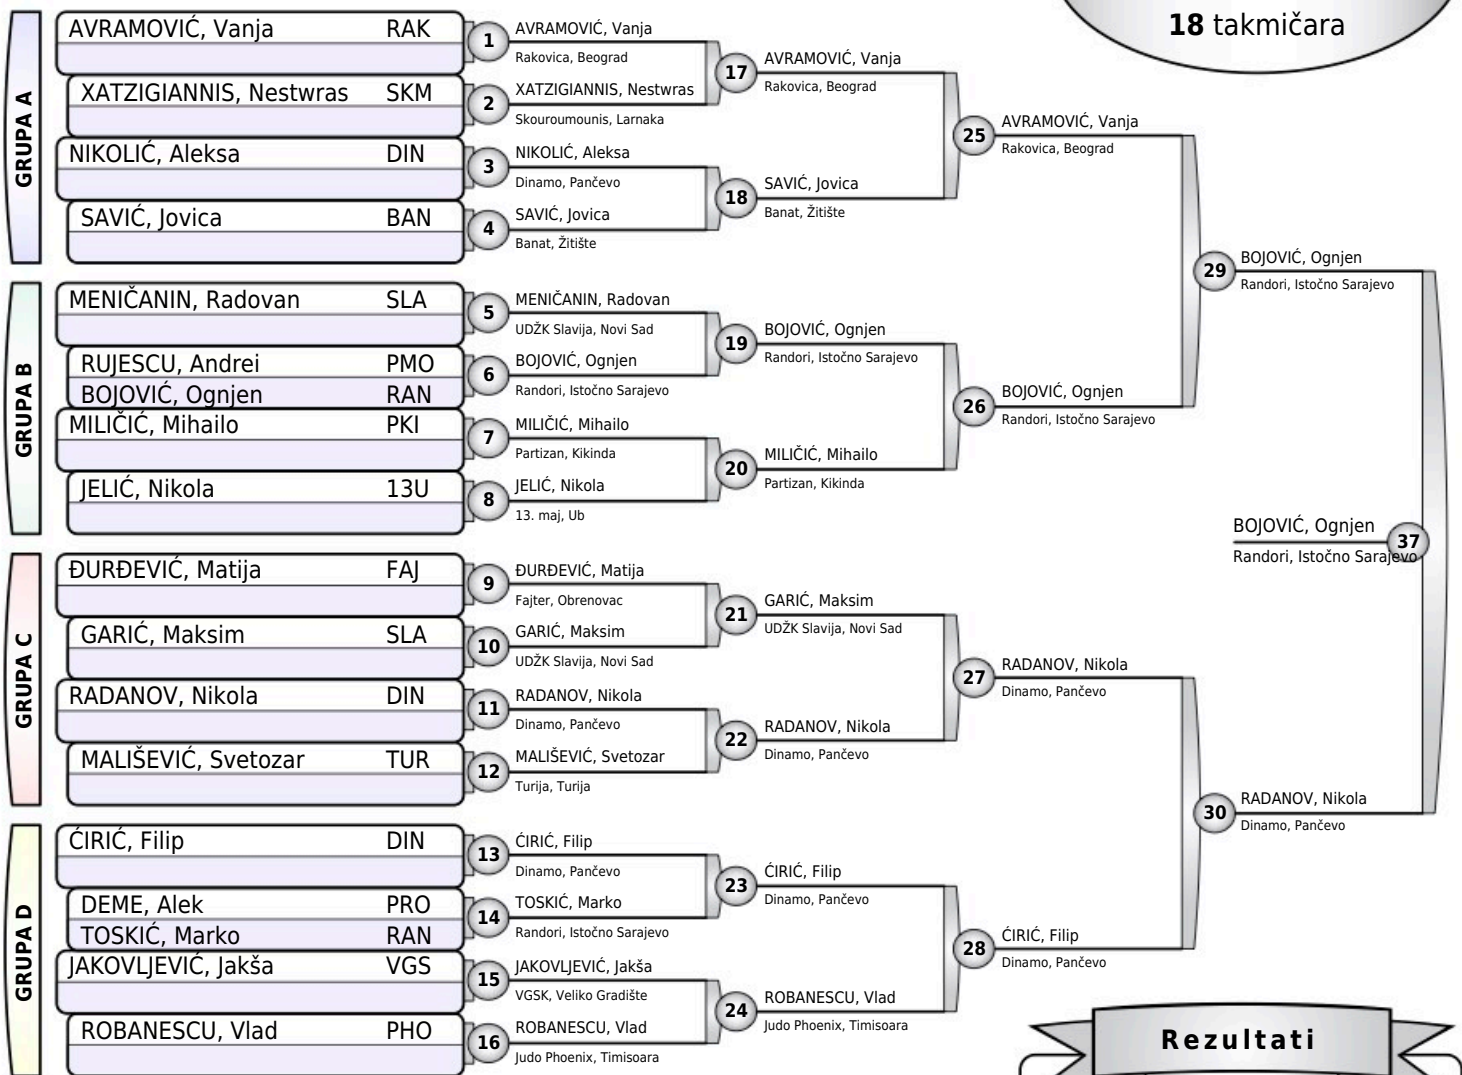 18 takmičara
GRUPA A
AVRAMOVIĆ, Vanja RAK
XATZIGIANNIS, Nestwras SKM
NIKOLIĆ, Aleksa DIN
SAVIĆ, Jovica BAN
GRUPA B
MENIČANIN, Radovan SLA
RUJESCU, Andrei PMO
BOJOVIĆ, Ognjen RAN
MILIČIĆ, Mihailo PKI
JELIĆ, Nikola 13U
GRUPA C
ĐURĐEVIĆ, Matija FAJ
GARIĆ, Maksim SLA
RADANOV, Nikola DIN
MALIŠEVIĆ, Svetozar TUR
GRUPA D
ĆIRIĆ, Filip DIN
DEME, Alek PRO
TOSKIĆ, Marko RAN
JAKOVLJEVIĆ, Jakša VGS
ROBANESCU, Vlad PHO
1 AVRAMOVIĆ, Vanja
Rakovica, Beograd
2 XATZIGIANNIS, Nestwras
Skouroumounis, Larnaka
3 NIKOLIĆ, Aleksa
Dinamo, Pančevo
4 SAVIĆ, Jovica
Banat, Žitište
5 MENIČANIN, Radovan
UDŽK Slavija, Novi Sad
6 BOJOVIĆ, Ognjen
Randori, Istočno Sarajevo
7 MILIČIĆ, Mihailo
Partizan, Kikinda
8 JELIĆ, Nikola
13. maj, Ub
9 ĐURĐEVIĆ, Matija
Fajter, Obrenovac
10 GARIĆ, Maksim
UDŽK Slavija, Novi Sad
11 RADANOV, Nikola
Dinamo, Pančevo
12 MALIŠEVIĆ, Svetozar
Turija, Turija
13 ĆIRIĆ, Filip
Dinamo, Pančevo
14 TOSKIĆ, Marko
Randori, Istočno Sarajevo
15 JAKOVLJEVIĆ, Jakša
VGSK, Veliko Gradište
16 ROBANESCU, Vlad
Judo Phoenix, Timisoara
17 AVRAMOVIĆ, Vanja
Rakovica, Beograd
18 SAVIĆ, Jovica
Banat, Žitište
19 BOJOVIĆ, Ognjen
Randori, Istočno Sarajevo
20 MILIČIĆ, Mihailo
Partizan, Kikinda
21 GARIĆ, Maksim
UDŽK Slavija, Novi Sad
22 RADANOV, Nikola
Dinamo, Pančevo
23 ĆIRIĆ, Filip
Dinamo, Pančevo
24 ROBANESCU, Vlad
Judo Phoenix, Timisoara
25 AVRAMOVIĆ, Vanja
Rakovica, Beograd
26 BOJOVIĆ, Ognjen
Randori, Istočno Sarajevo
27 RADANOV, Nikola
Dinamo, Pančevo
28 ĆIRIĆ, Filip
Dinamo, Pančevo
29 BOJOVIĆ, Ognjen
Randori, Istočno Sarajevo
30 RADANOV, Nikola
Dinamo, Pančevo
BOJOVIĆ, Ognjen 37
Randori, Istočno Sarajevo
Rezultati